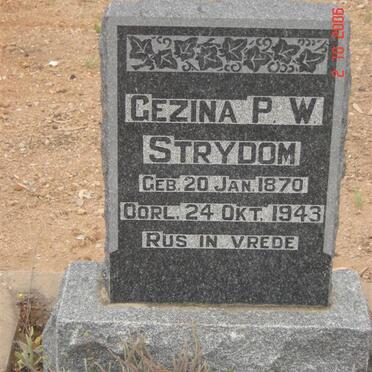 GEZINA P. W
STRYDOM
GEB. 20 JAN. 1870
OORL. 24 OKT. 1943
RUS IN VREDE
2 10 2006